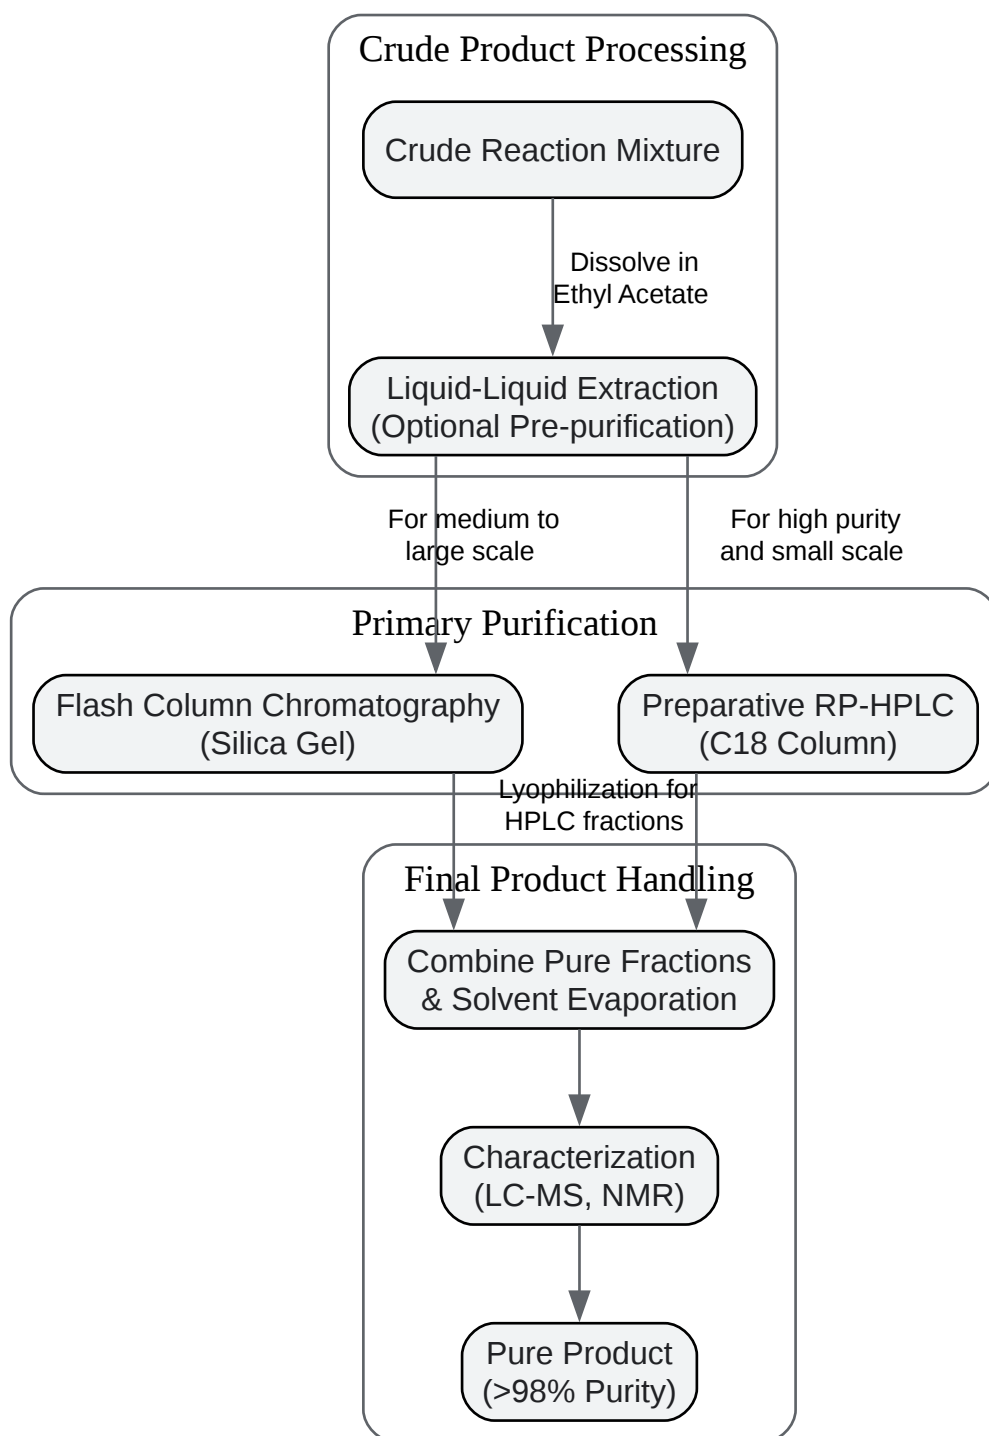 Crude Product Processing
Crude Reaction Mixture
Dissolve in
Ethyl Acetate
Liquid-Liquid Extraction
(Optional Pre-purification)
For medium to
large scale
For high purity
and small scale
Primary Purification
Flash Column Chromatography
(Silica Gel)
Preparative RP-HPLC
(C18 Column)
Lyophilization for
HPLC fractions
Final Product Handling
Combine Pure Fractions
& Solvent Evaporation
Characterization
(LC-MS, NMR)
Pure Product
(>98% Purity)